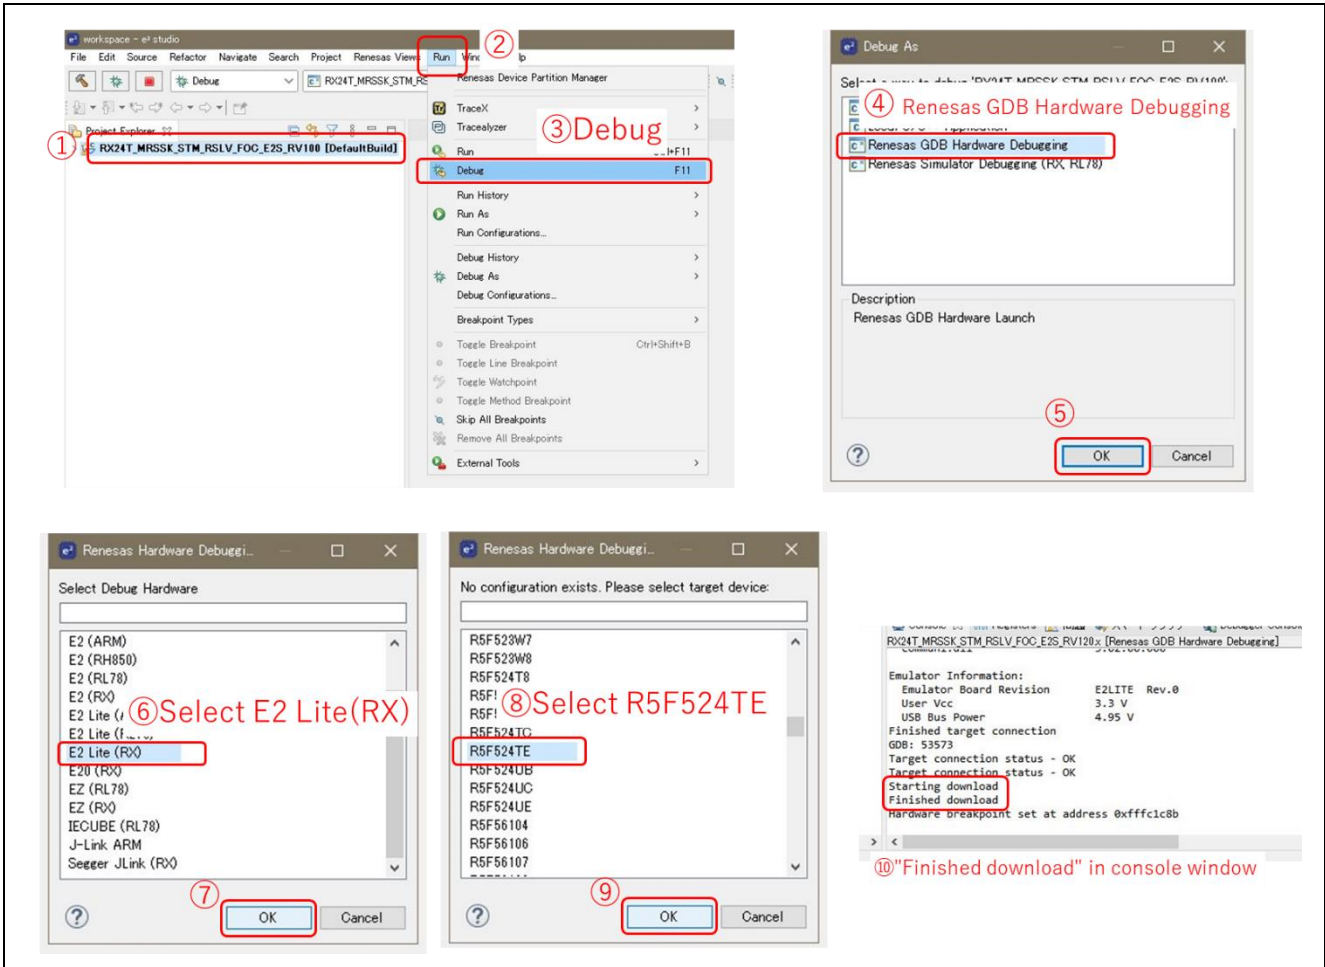 workspace - e² studio
File Edit Source Refactor Navigate Search Project Renesas Views Run
②
Debug
RX24T_MRSSK_STM_RS
Renesas Device Partition Manager
Project Explorer
①
RX24T_MRSSK_STM_RSLV_FOC_E2S_RV100 [DefaultBuild]
TraceX
Tracealyzer
③Debug
Run
Debug F11
Run History
Run As
Run Configurations...
Debug History
Debug As
Debug Configurations...
Breakpoint Types
Toggle Breakpoint Ctrl+Shift+B
Toggle Line Breakpoint
Toggle Watchpoint
Toggle Method Breakpoint
Skip All Breakpoints
Remove All Breakpoints
External Tools
Debug As
④ Renesas GDB Hardware Debugging
Renesas GDB Hardware Debugging
Renesas Simulator Debugging (RX, RL78)
Description
Renesas GDB Hardware Launch
⑤
OK Cancel
Renesas Hardware Debuggi...
Select Debug Hardware
E2 (ARM)
E2 (RH850)
E2 (RL78)
E2 (RX)
⑥Select E2 Lite(RX)
E2 Lite (RX)
E20 (RX)
EZ (RL78)
EZ (RX)
IECUBE (RL78)
J-Link ARM
Segger JLink (RX)
⑦
OK Cancel
Renesas Hardware Debuggi...
No configuration exists. Please select target device:
R5F523W7
R5F523W8
R5F524T8
⑧Select R5F524TE
R5F524TC
R5F524TE
R5F524UB
R5F524UC
R5F524UE
R5F56104
R5F56106
R5F56107
⑨
OK Cancel
RX24T_MRSSK_STM_RSLV_FOC_E2S_RV120.x [Renesas GDB Hardware Debugging]
Emulator Information:
Emulator Board Revision E2LITE Rev.0
User Vcc 3.3 V
USB Bus Power 4.95 V
Finished target connection
GDB: 53573
Target connection status - OK
Target connection status - OK
Starting download
Finished download
Hardware breakpoint set at address 0xfffc1c8b
⑩"Finished download" in console window